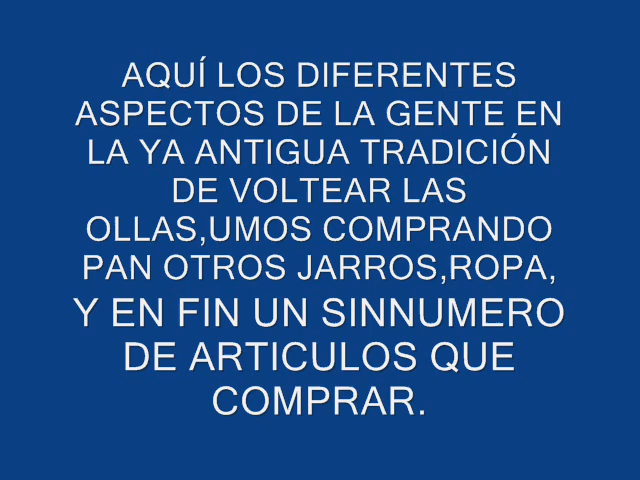 AQUÍ LOS DIFERENTES
ASPECTOS DE LA GENTE EN
LA YA ANTIGUA TRADICIÓN
DE VOLTEAR LAS
OLLAS,UMOS COMPRANDO
PAN OTROS JARROS,ROPA,
Y EN FIN UN SINNUMERO
DE ARTICULOS QUE
COMPRAR.